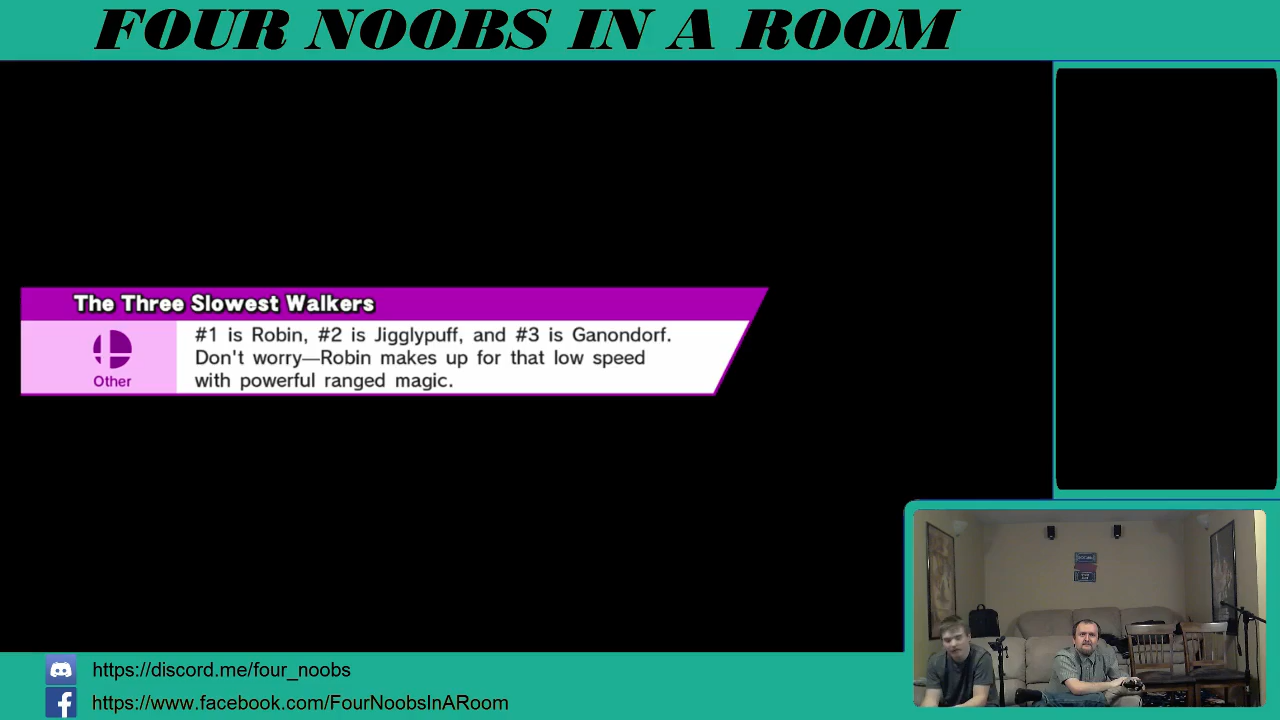 FOUR NOOBS IN A ROOM
The Three Slowest Walkers
#1 is Robin, #2 is Jigglypuff, and #3 is Ganondorf.
Don't worry—Robin makes up for that low speed
with powerful ranged magic.
Other
https://discord.me/four_noobs
https://www.facebook.com/FourNoobsInARoom